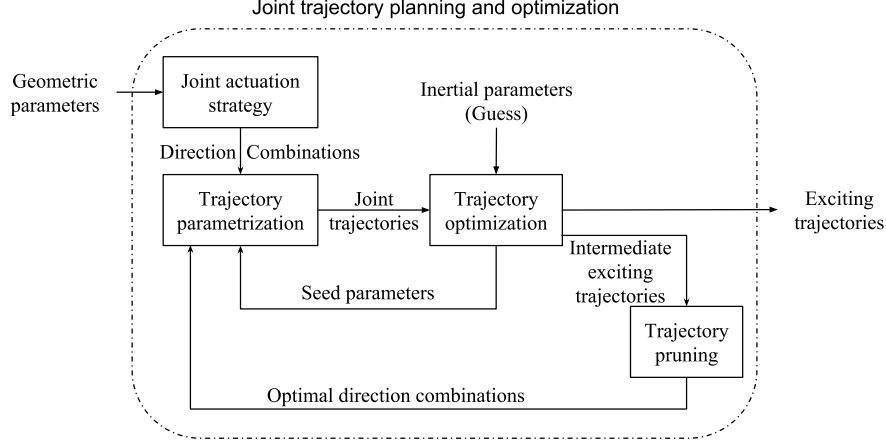 Joint trajectory planning and optimization
Geometric
parameters
Joint actuation
strategy
Inertial parameters
(Guess)
Direction Combinations
Trajectory
parametrization
Joint
trajectories
Trajectory
optimization
Exciting
trajectories
Intermediate
exciting
trajectories
Seed parameters
Trajectory
pruning
Optimal direction combinations